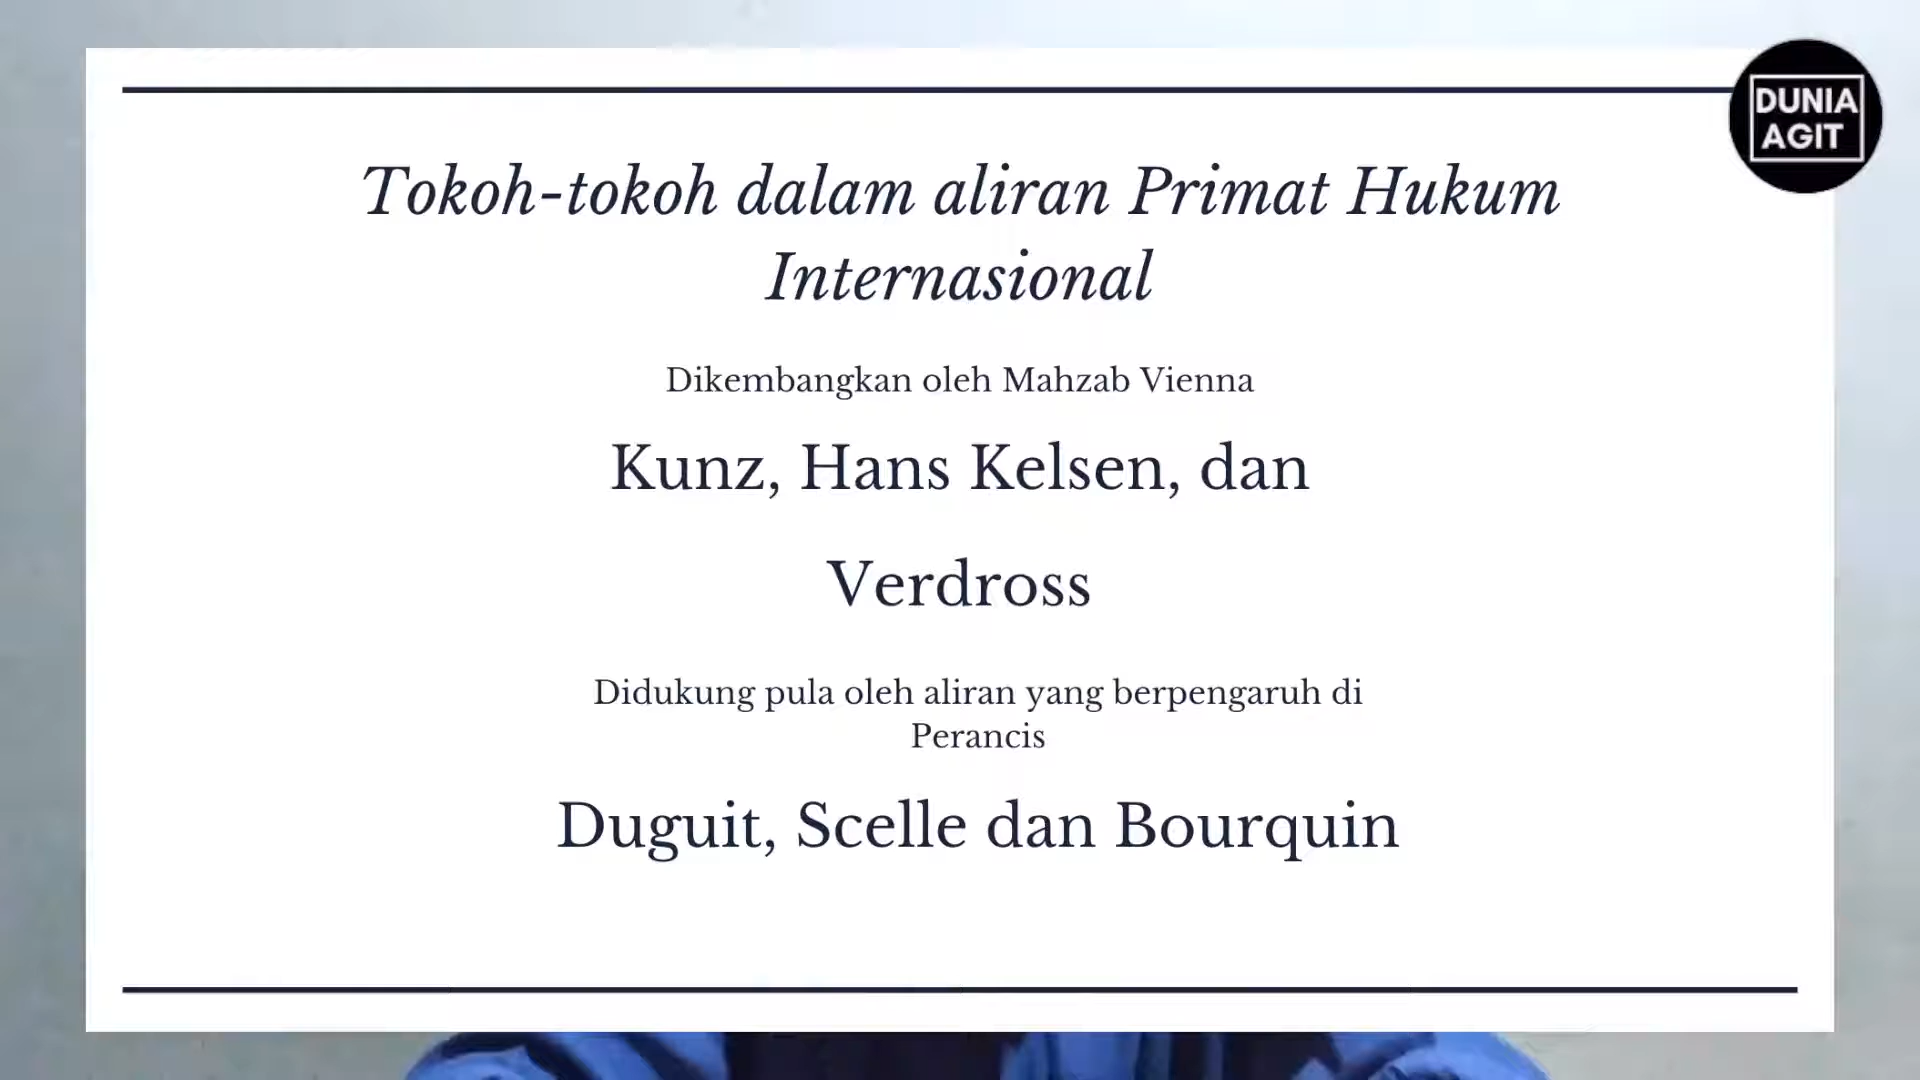 DUNIA
AGIT
Tokoh-tokoh dalam aliran Primat Hukum
Internasional
Dikembangkan oleh Mahzab Vienna
Kunz, Hans Kelsen, dan
Verdross
Didukung pula oleh aliran yang berpengaruh di
Perancis
Duguit, Scelle dan Bourquin